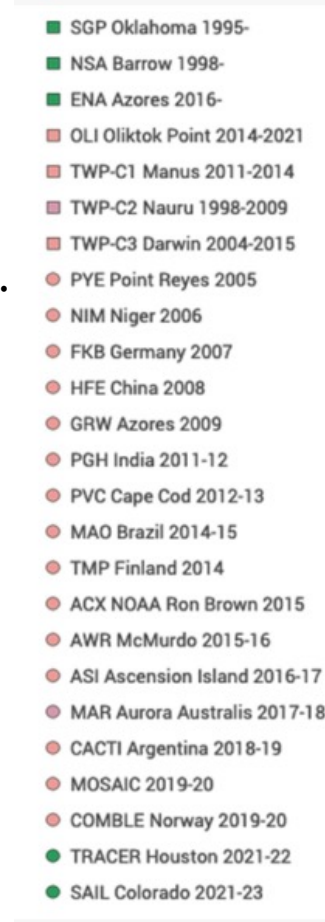 SGP Oklahoma 1995-
NSA Barrow 1998-
ENA Azores 2016-
OLI Oliktok Point 2014-2021
TWP-C1 Manus 2011-2014
TWP-C2 Nauru 1998-2009
TWP-C3 Darwin 2004-2015
PYE Point Reyes 2005
NIM Niger 2006
FKB Germany 2007
HFE China 2008
GRW Azores 2009
PGH India 2011-12
PVC Cape Cod 2012-13
MAO Brazil 2014-15
TMP Finland 2014
ACX NOAA Ron Brown 2015
AWR McMurdo 2015-16
ASI Ascension Island 2016-17
MAR Aurora Australis 2017-18
CACTI Argentina 2018-19
MOSAIC 2019-20
COMBLE Norway 2019-20
TRACER Houston 2021-22
SAIL Colorado 2021-23